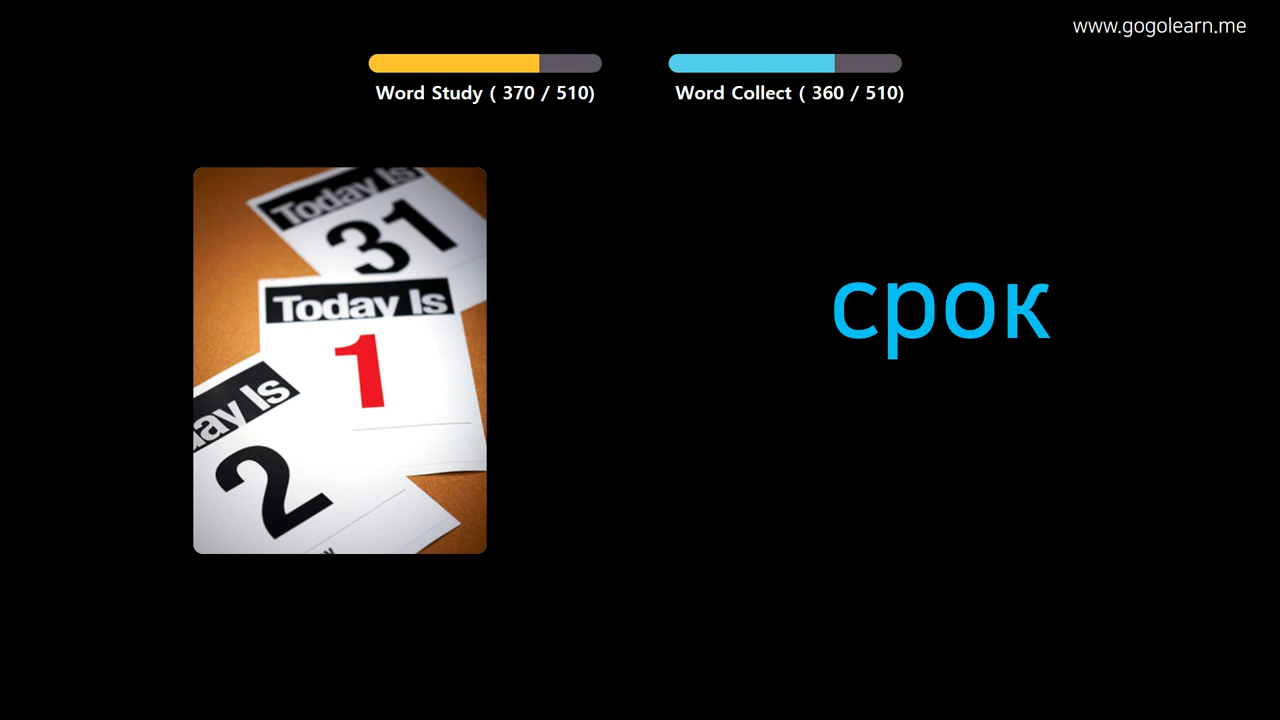 www.gogolearn.me
Word Study ( 370 / 510)
Word Collect ( 360 / 510)
Today Is
31
Today Is
1
ay Is
2
срок